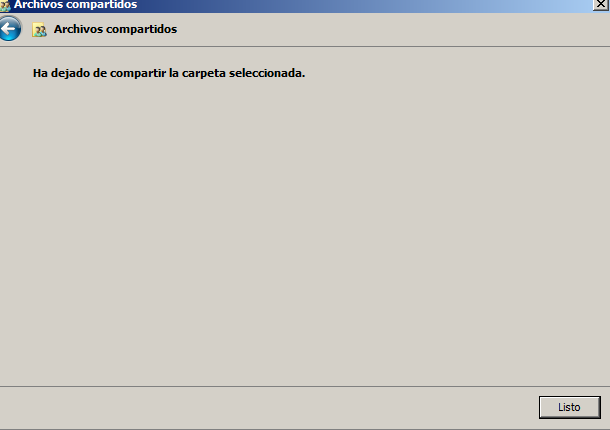 Archivos compartidos
Archivos compartidos
Ha dejado de compartir la carpeta seleccionada.
Listo